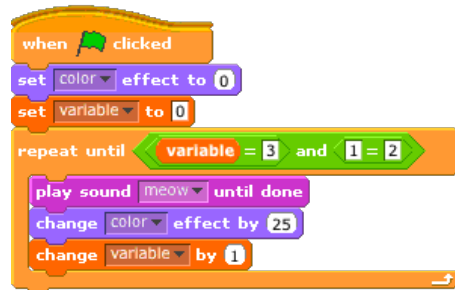 when clicked
set color effect to 0
set variable to 0
repeat until variable = 3 and 1 = 2
play sound meow until done
change color effect by 25
change variable by 1